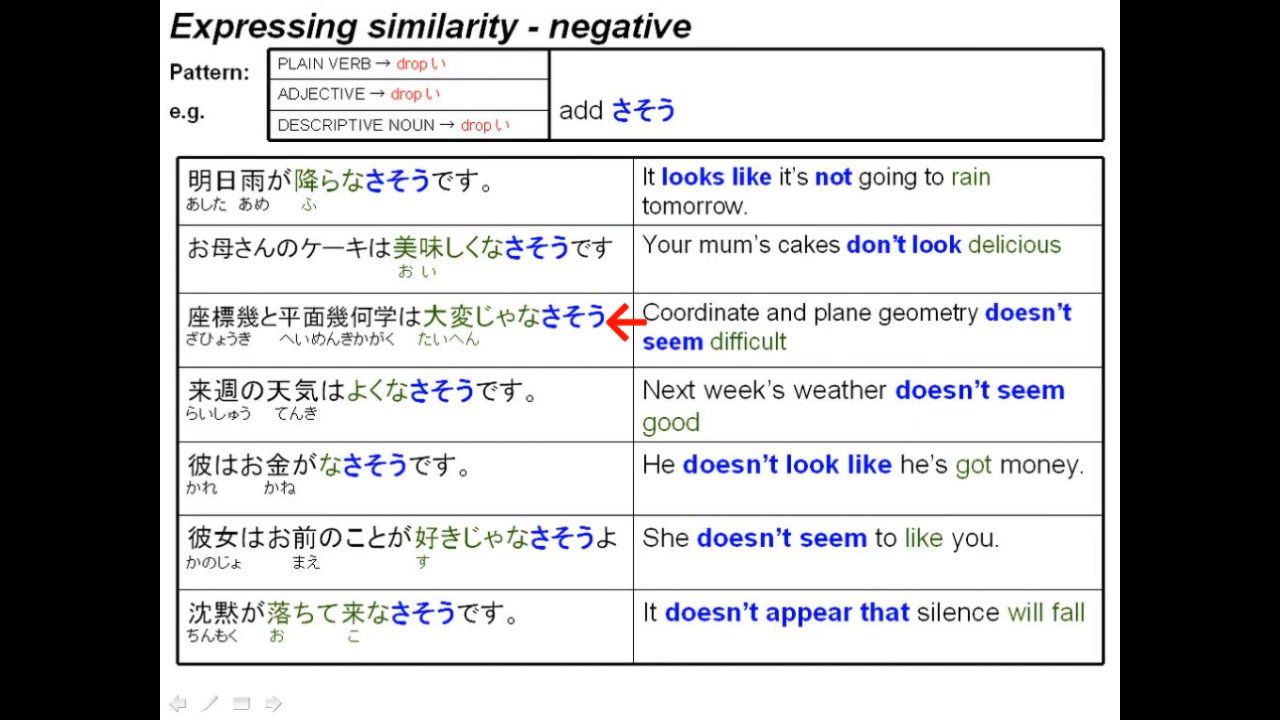 Expressing similarity - negative
Pattern:
e.g.
PLAIN VERB → drop い
ADJECTIVE → drop い
DESCRIPTIVE NOUN → drop い
add さそう
明日雨が降らなさそうです。
あした あめ ふ
It looks like it's not going to rain
tomorrow.
お母さんのケーキは美味しくなさそうです
おい
Your mum's cakes don't look delicious
座標幾と平面幾何学は大変じゃなさそう
ざひょうき へいめんきかがく たいへん
Coordinate and plane geometry doesn't
seem difficult
来週の天気はよくなさそうです。
らいしゅう てんき
Next week's weather doesn't seem
good
彼はお金がなさそうです。
かれ かね
He doesn't look like he's got money.
彼女はお前のことが好きじゃなさそうよ
かのじょ まえ す
She doesn't seem to like you.
沈黙が落ちて来なさそうです。
ちんもく お こ
It doesn't appear that silence will fall